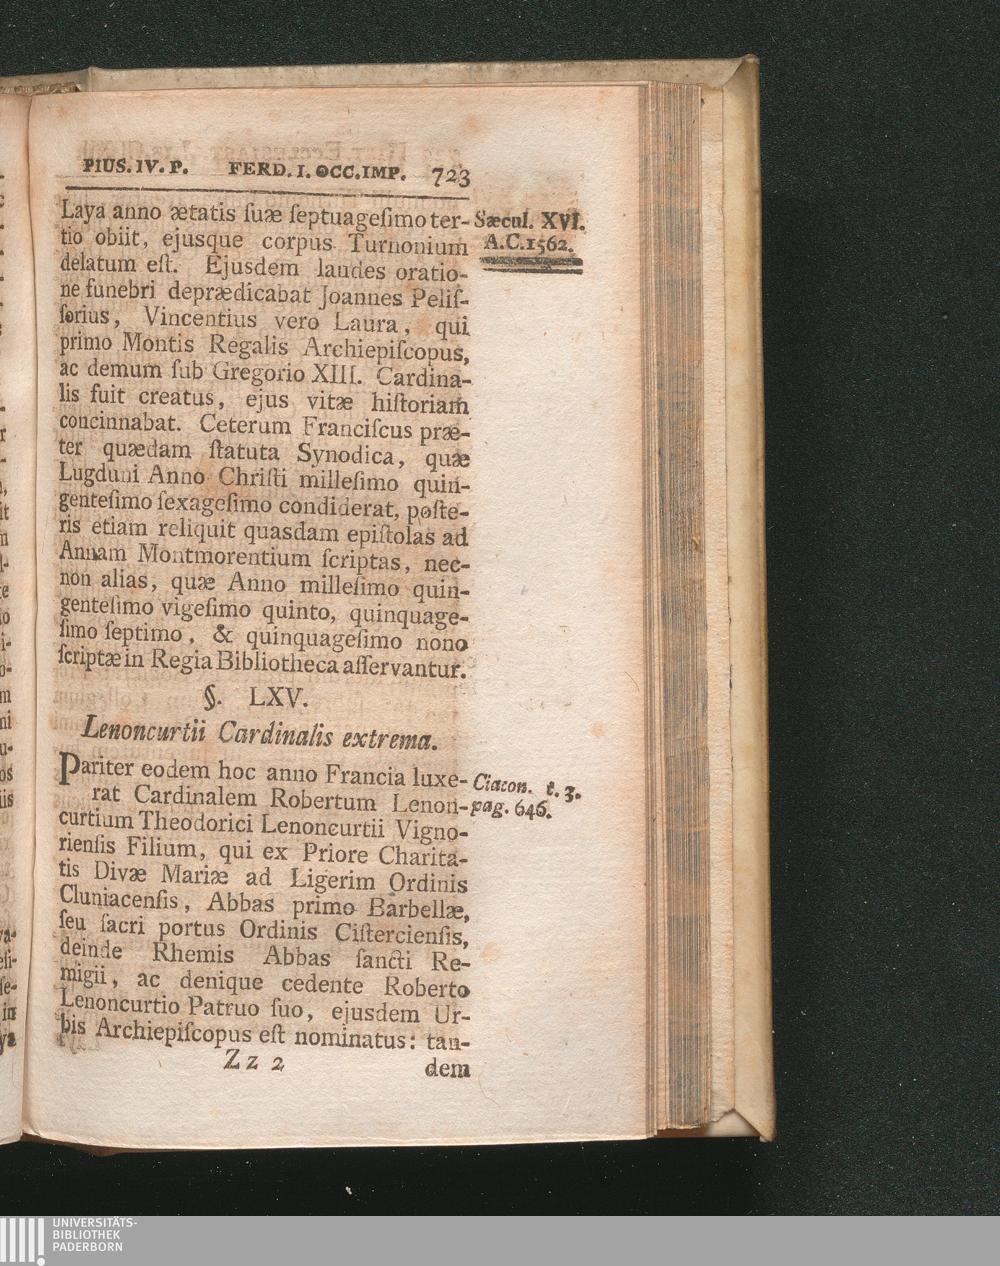 PIUS. IV. P. FERD. I. OCC. IMP. 723
Laya anno ætatis ſuæ ſeptuageſimo ter-
tio obiit, ejusque corpus Turnonium
delatum eſt. Ejusdem laudes oratio-
ne funebri deprædicabat Joannes Peliſ-
ſorius, Vincentius vero Laura, qui
primo Montis Regalis Archiepiſcopus,
ac demum ſub Gregorio XIII. Cardina-
lis fuit creatus, ejus vitæ hiſtoriam
concinnabat. Ceterum Franciſcus præ-
ter quædam ſtatuta Synodica, quæ
Lugduni Anno Chriſti milleſimo quin-
genteſimo ſexageſimo condiderat, poſte-
ris etiam reliquit quasdam epiſtolas ad
Annam Montmorentium ſcriptas, nec-
non alias, quæ Anno milleſimo quin-
genteſimo vigeſimo quinto, quinquage-
ſimo ſeptimo, & quinquageſimo nono
ſcriptæ in Regia Bibliotheca aſſervantur.
Sæcul. XVI.
A.C. 1562.
§. LXV.
Lenoncurtii Cardinalis extrema.
Pariter eodem hoc anno Francia luxe-
rat Cardinalem Robertum Lenon-
curtium Theodorici Lenoncurtii Vigno-
rienſis Filium, qui ex Priore Charita-
tis Divæ Mariæ ad Ligerim Ordinis
Cluniacenſis, Abbas primo Barbellæ,
ſeu ſacri portus Ordinis Ciſtercienſis,
deinde Rhemis Abbas ſancti Re-
migii, ac denique cedente Roberto
Lenoncurtio Patruo ſuo, ejusdem Ur-
bis Archiepiſcopus eſt nominatus: tan-
Ciacon. t. 3.
pag. 646.
Zz 2 dem
UNIVERSITÄTS-
BIBLIOTHEK
PADERBORN